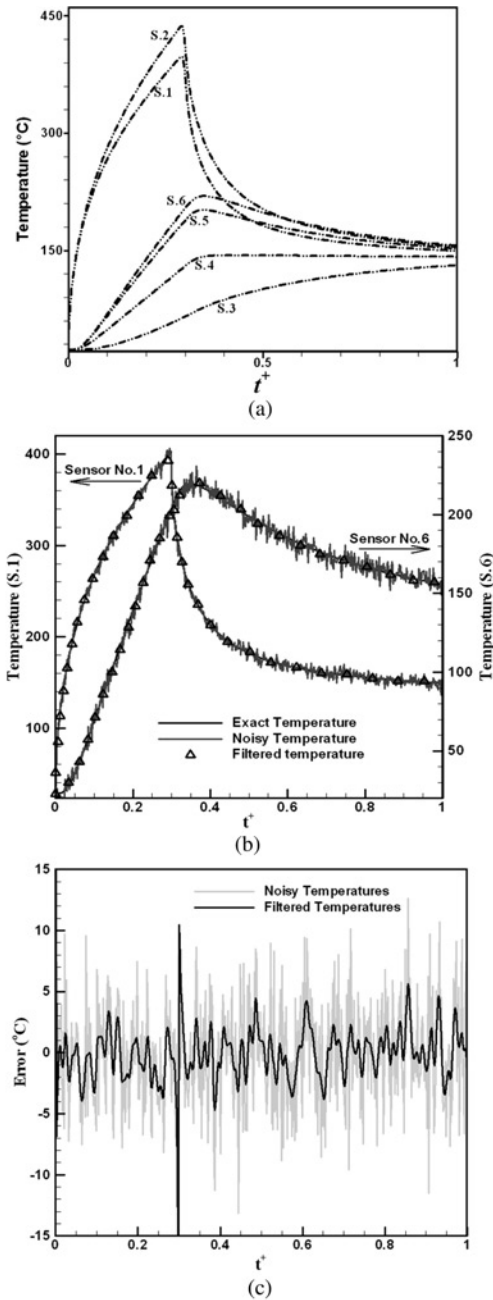 450
300
150
Temperature (°C)
S.2
S.1
S.6
S.5
S.4
S.3
0
0.5
1
t+
(a)
400
300
200
100
Temperature (S.1)
250
200
150
100
50
Temperature (S.6)
Sensor No.1
Sensor No.6
Exact Temperature
Noisy Temperature
Filtered temperature
0
0.2
0.4
0.6
0.8
1
t+
(b)
15
10
5
0
-5
-10
-15
Error (°C)
Noisy Temperatures
Filtered Temperatures
0
0.2
0.4
0.6
0.8
1
t+
(c)